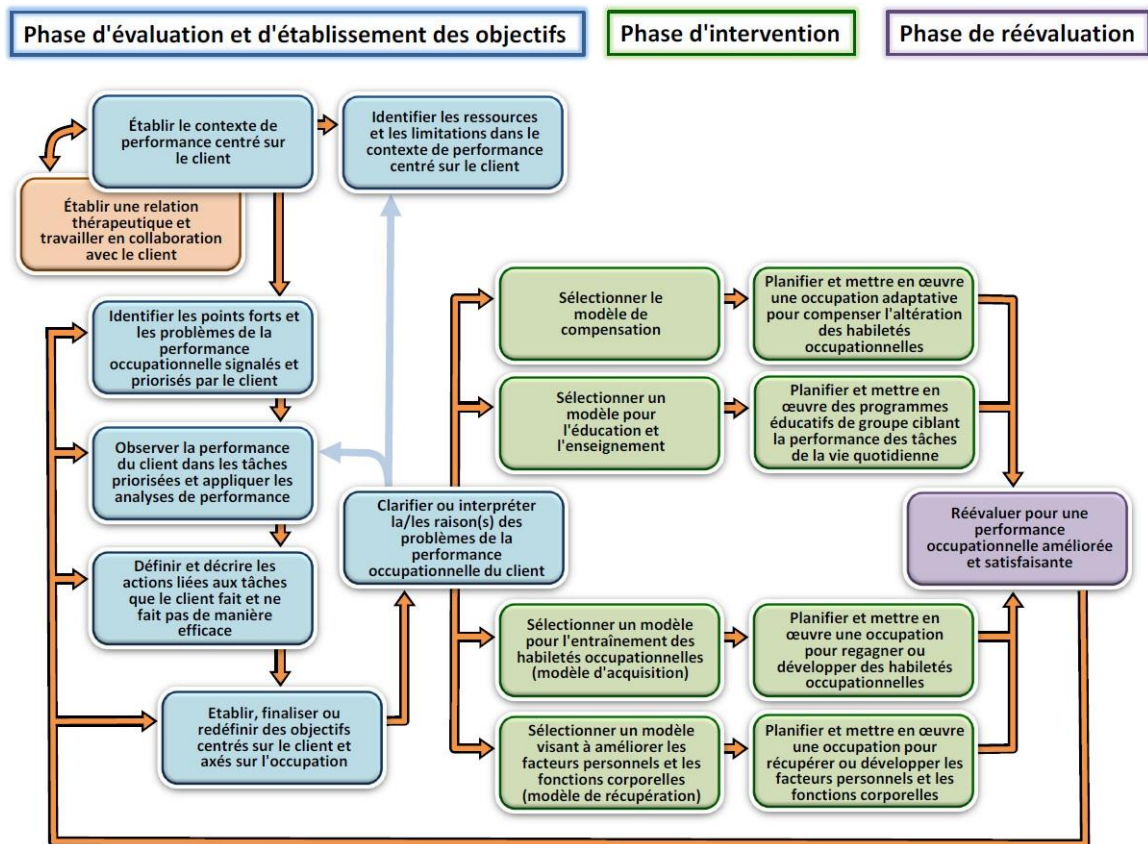 Phase d'évaluation et d'établissement des objectifs
Phase d'intervention
Phase de réévaluation
Établir le contexte de
performance centré sur
le client
Identifier les ressources
et les limitations dans le
contexte de performance
centré sur le client
Établir une relation
thérapeutique et
travailler en collaboration
avec le client
Identifier les points forts et
les problèmes de la
performance
occupationnelle signalés et
priorisés par le client
Observer la performance
du client dans les tâches
priorisées et appliquer les
analyses de performance
Définir et décrire les
actions liées aux tâches
que le client fait et ne
fait pas de manière
efficace
Etablir, finaliser ou
redéfinir des objectifs
centrés sur le client et
axés sur l'occupation
Clarifier ou interpréter
la/les raison(s) des
problèmes de la
performance
occupationnelle du client
Sélectionner le
modèle de
compensation
Planifier et mettre en œuvre
une occupation adaptative
pour compenser l'altération
des habiletés
occupationnelles
Sélectionner un
modèle pour
l'éducation et
l'enseignement
Planifier et mettre en
œuvre des programmes
éducatifs de groupe ciblant
la performance des tâches
de la vie quotidienne
Sélectionner un modèle
pour l'entraînement des
habiletés occupationnelles
(modèle d'acquisition)
Planifier et mettre en
œuvre une occupation
pour regagner ou
développer des habiletés
occupationnelles
Sélectionner un modèle
visant à améliorer les
facteurs personnels et les
fonctions corporelles
(modèle de récupération)
Planifier et mettre en œuvre
une occupation pour
récupérer ou développer les
facteurs personnels et les
fonctions corporelles
Réévaluer pour une
performance
occupationnelle améliorée
et satisfaisante